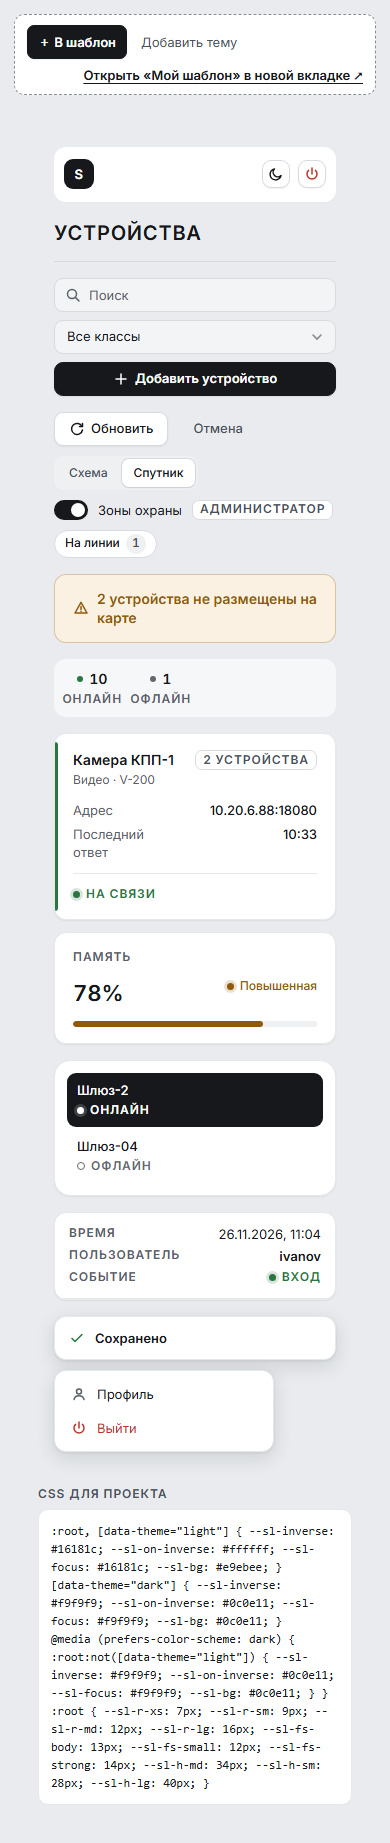 + В шаблон Добавить тему
Открыть «Мой шаблон» в новой вкладке ↗
S
УСТРОЙСТВА
Поиск
Все классы
+ Добавить устройство
Обновить Отмена
Схема Спутник
Зоны охраны АДМИНИСТРАТОР
На линии 1
2 устройства не размещены на
карте
10 1
ОНЛАЙН ОФЛАЙН
Камера КПП-1 2 УСТРОЙСТВА
Видео · V-200
Адрес 10.20.6.88:18080
Последний 10:33
ответ
НА СВЯЗИ
ПАМЯТЬ
78% Повышенная
Шлюз-2
ОНЛАЙН
Шлюз-04
ОФЛАЙН
ВРЕМЯ 26.11.2026, 11:04
ПОЛЬЗОВАТЕЛЬ ivanov
СОБЫТИЕ ВХОД
Сохранено
Профиль
Выйти
CSS ДЛЯ ПРОЕКТА
:root, [data-theme="light"] { --sl-inverse:
#16181c; --sl-on-inverse: #ffffff; --sl-
focus: #16181c; --sl-bg: #e9ebee; }
[data-theme="dark"] { --sl-inverse:
#f9f9f9; --sl-on-inverse: #0c0e11; --sl-
focus: #f9f9f9; --sl-bg: #0c0e11; }
@media (prefers-color-scheme: dark) {
:root:not([data-theme="light"]) { --sl-
inverse: #f9f9f9; --sl-on-inverse: #0c0e11;
--sl-focus: #f9f9f9; --sl-bg: #0c0e11; } }
:root { --sl-r-xs: 7px; --sl-r-sm: 9px; --
sl-r-md: 12px; --sl-r-lg: 16px; --sl-fs-
body: 13px; --sl-fs-small: 12px; --sl-fs-
strong: 14px; --sl-h-md: 34px; --sl-h-sm:
28px; --sl-h-lg: 40px; }